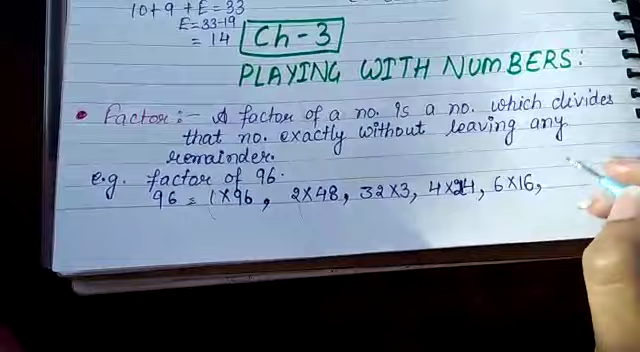 10+9+E=33
E=33-19
= 14
Ch-3
PLAYING WITH NUMBERS:
• Factor:- A factor of a no. is a no. which divides
that no. exactly without leaving any
remainder.
e.g. factor of 96.
96 = 1×96, 2×48, 32×3, 4×24, 6×16,